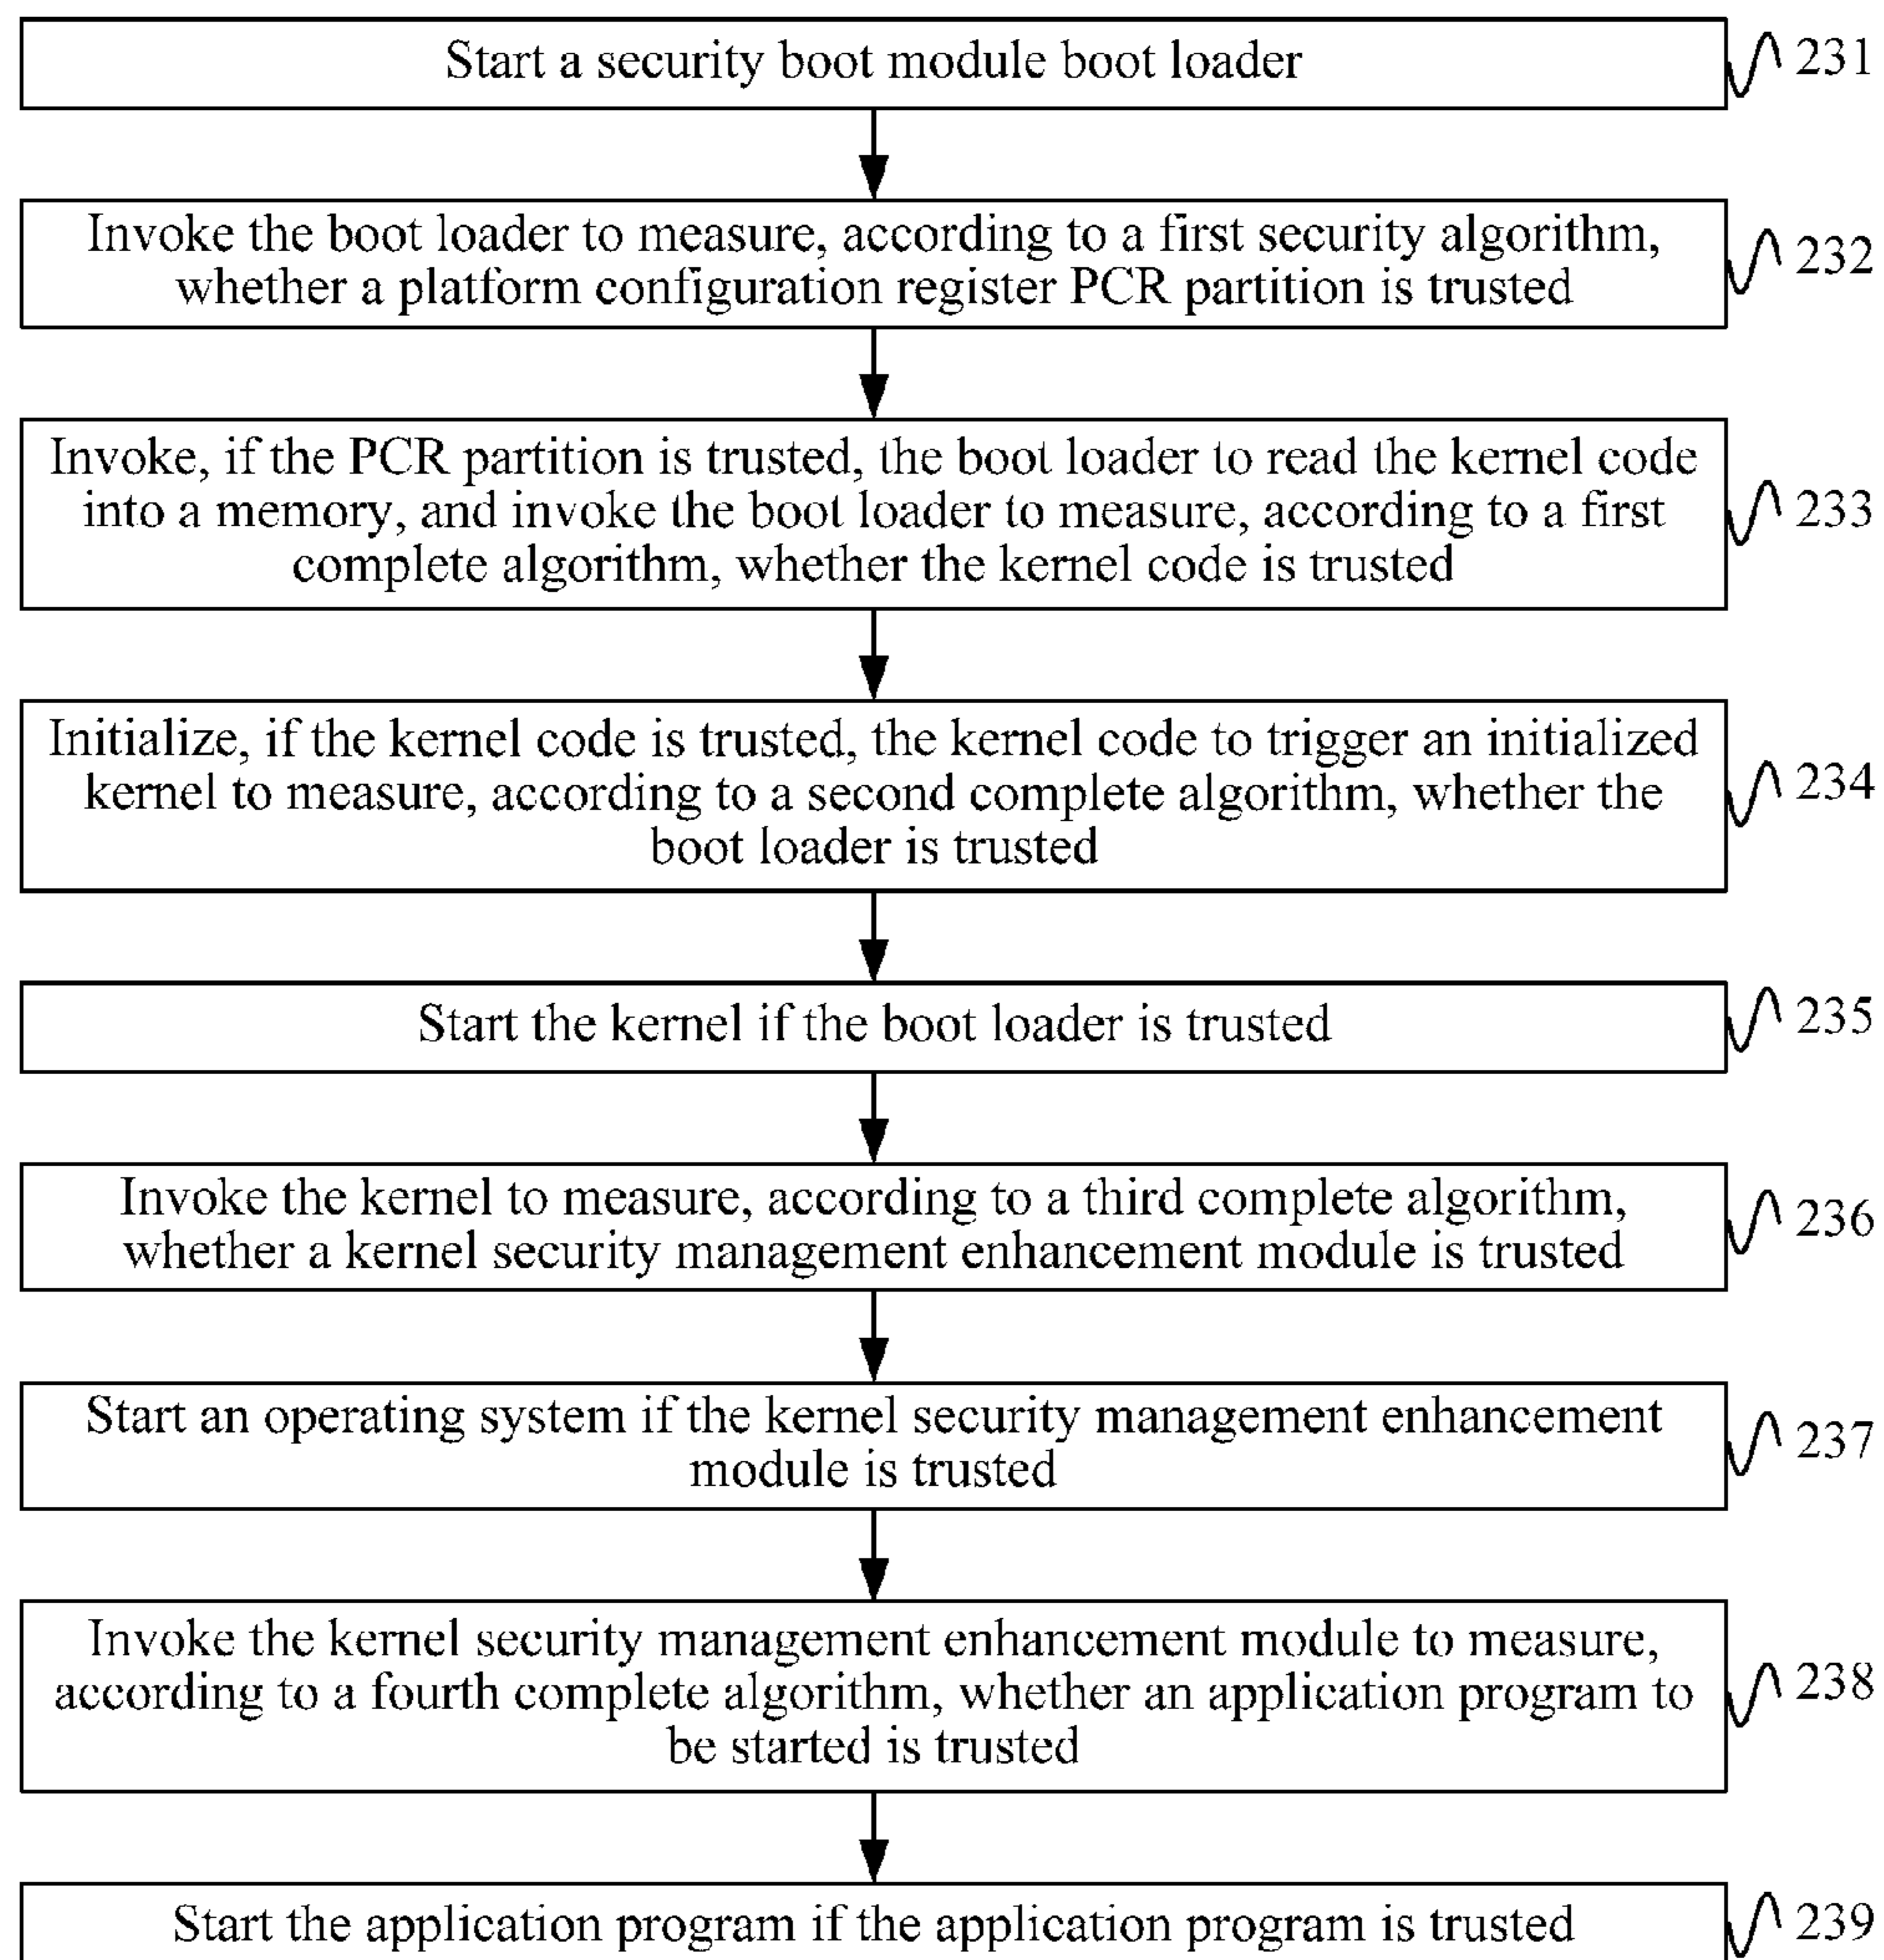 Start a security boot module boot loader
231
Invoke the boot loader to measure, according to a first security algorithm,
whether a platform configuration register PCR partition is trusted
232
Invoke, if the PCR partition is trusted, the boot loader to read the kernel code
into a memory, and invoke the boot loader to measure, according to a first
complete algorithm, whether the kernel code is trusted
233
Initialize, if the kernel code is trusted, the kernel code to trigger an initialized
kernel to measure, according to a second complete algorithm, whether the
boot loader is trusted
234
Start the kernel if the boot loader is trusted
235
Invoke the kernel to measure, according to a third complete algorithm,
whether a kernel security management enhancement module is trusted
236
Start an operating system if the kernel security management enhancement
module is trusted
237
Invoke the kernel security management enhancement module to measure,
according to a fourth complete algorithm, whether an application program to
be started is trusted
238
Start the application program if the application program is trusted
239